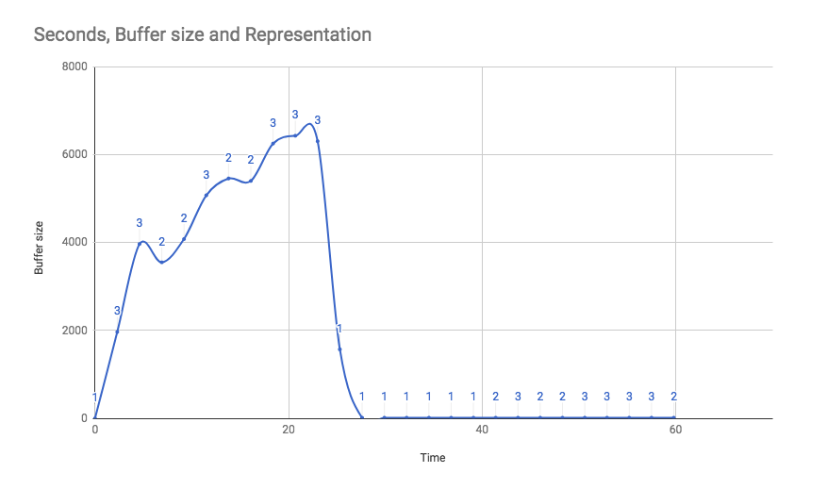 Seconds, Buffer size and Representation
8000
6000
4000
2000
0
Buffer size
1 3 3 2 2 3 2 2 3 3 3 1 1 1 1 1 1 1 2 3 2 2 3 3 3 3 2
0 20 40 60
Time